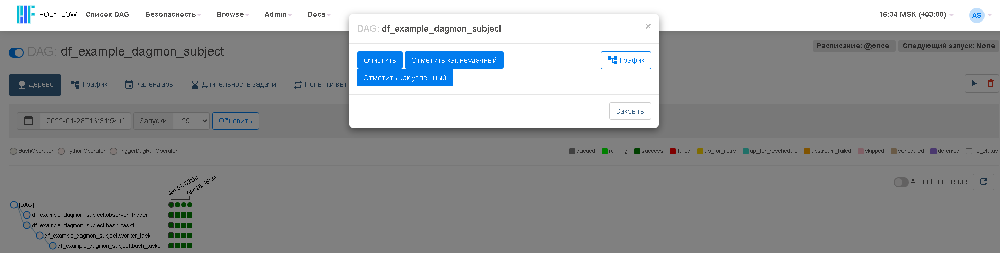 POLYFLOW Список DAG Безопасность Browse Admin Docs 16:34 MSK (+03:00) AS
DAG: df_example_dagmon_subject ×
DAG: df_example_dagmon_subject Расписание: @once Следующий запуск: None
Очистить Отметить как неудачный График
Отметить как успешный
Дерево График Календарь Длительность задачи Попытки вып
Закрыть
2022-04-28T16:34:54+0 Запуски 25 Обновить
BashOperator PythonOperator TriggerDagRunOperator queued running success failed up_for_retry up_for_reschedule upstream_failed skipped scheduled deferred no_status
Jan 01, 03:00
Apr 28, 16:34
Автообновление
[DAG]
df_example_dagmon_subject.observer_trigger
df_example_dagmon_subject.bash_task1
df_example_dagmon_subject.worker_task
df_example_dagmon_subject.bash_task2